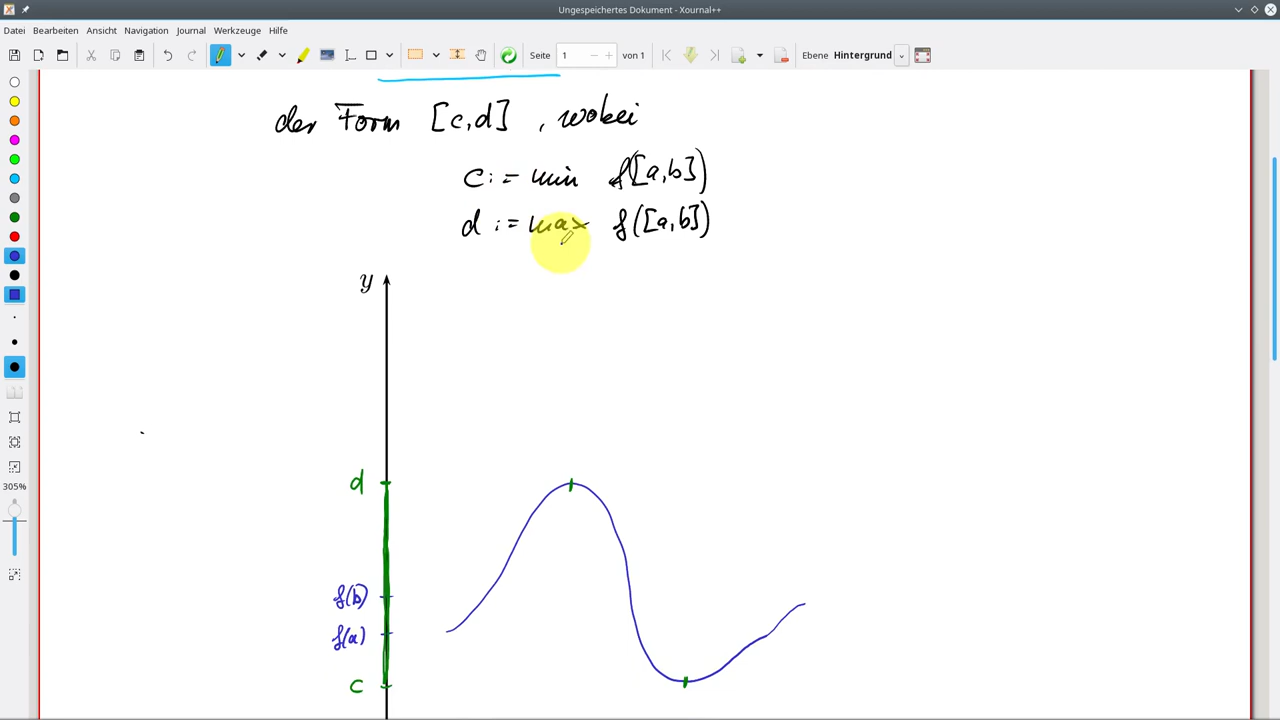 Ungespeichertes Dokument - Xournal++
Datei Bearbeiten Ansicht Navigation Journal Werkzeuge Hilfe
Seite 1 von 1 Ebene Hintergrund
der Form [c,d] , wobei
c := min f([a,b])
d := max f([a,b])
y
d
f(b)
f(a)
c
305%